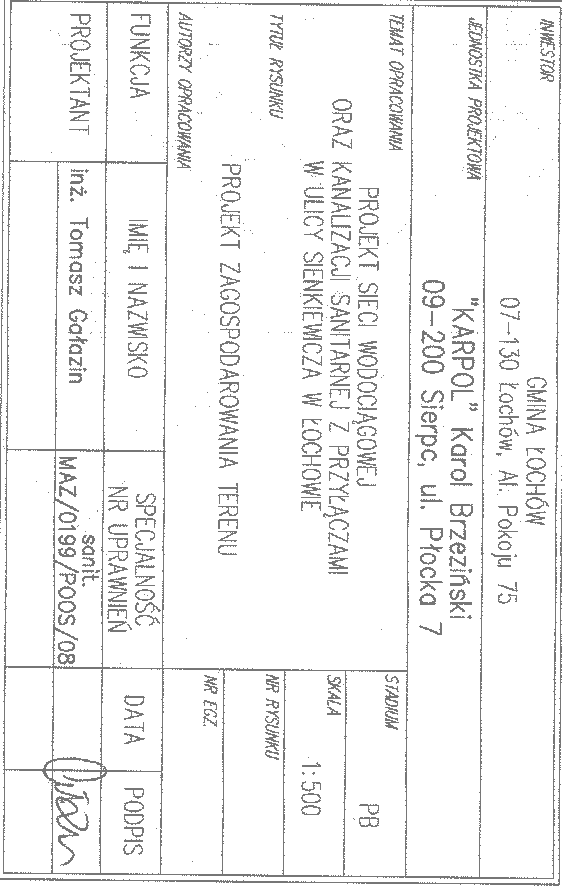 INWESTOR
GMINA ŁOCHÓW
07-130 Łochów, Al. Pokoju 75
JEDNOSTKA PROJEKTOWA
"KARPOL" Karol Brzeziński
09-200 Sierpc, ul. Płocka 7
TEMAT OPRACOWANIA
PROJEKT SIECI WODOCIĄGOWEJ
ORAZ KANALIZACJI SANITARNEJ Z PRZYŁĄCZAMI
W ULICY SIENKIEWICZA W ŁOCHOWIE
STADIUM
PB
SKALA
1:500
TYTUŁ RYSUNKU
PROJEKT ZAGOSPODAROWANIA TERENU
NR RYSUNKU
NR EGZ.
AUTORZY OPRACOWANIA
FUNKCJA
IMIĘ I NAZWISKO
SPECJALNOŚĆ
NR UPRAWNIEŃ
DATA
PODPIS
PROJEKTANT
inż. Tomasz Gałazin
sanit.
MAZ/0199/POOS/08